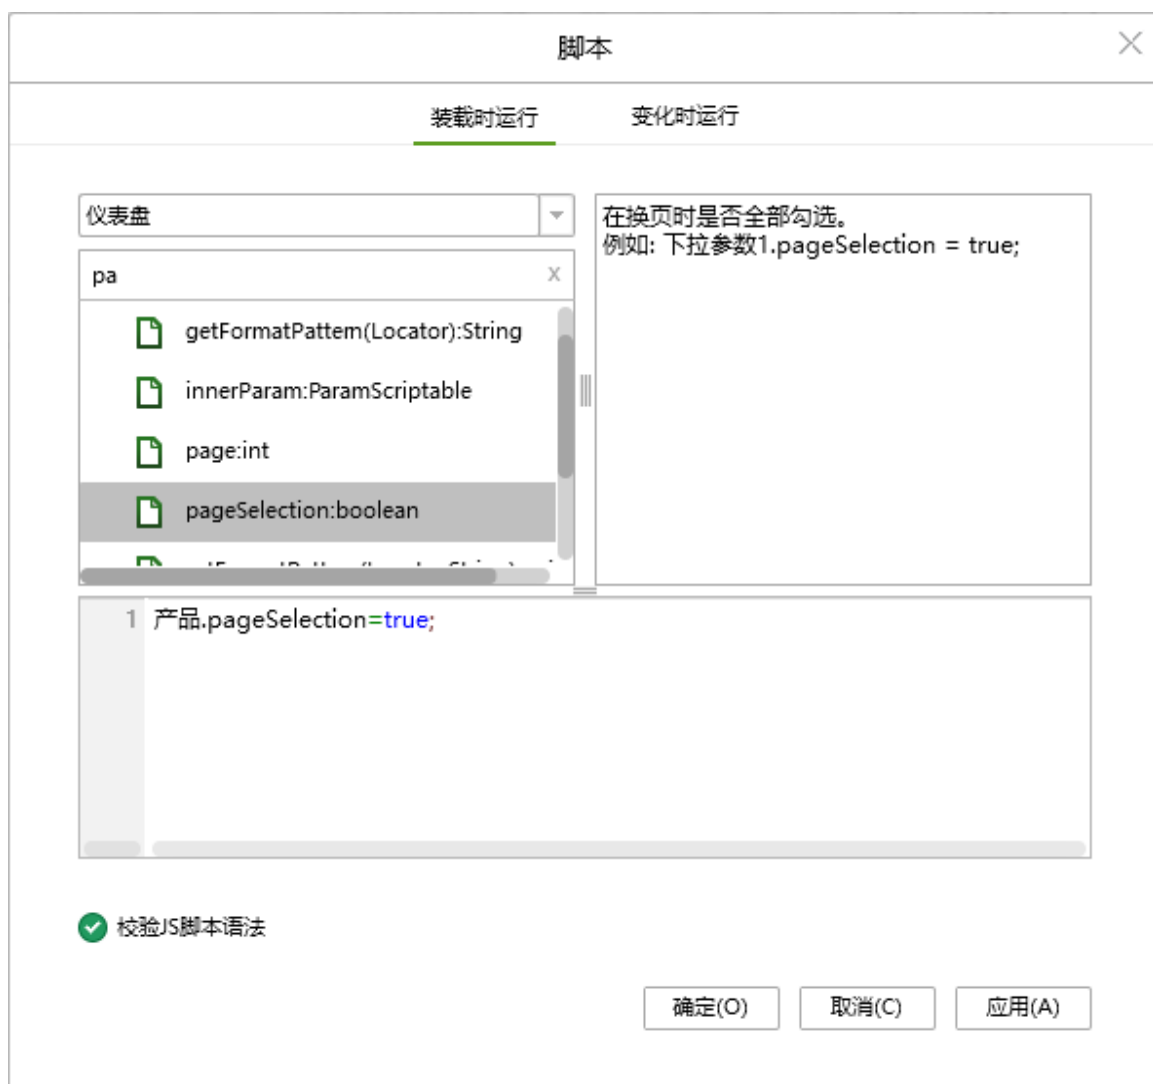 脚本
装载时运行
变化时运行
仪表盘
在换页时是否全部勾选。
例如: 下拉参数1.pageSelection = true;
pa
x
getFormatPattern(Locator):String
innerParam:ParamScriptable
page:int
pageSelection:boolean
1 产品.pageSelection=true;
校验JS脚本语法
确定(O)
取消(C)
应用(A)